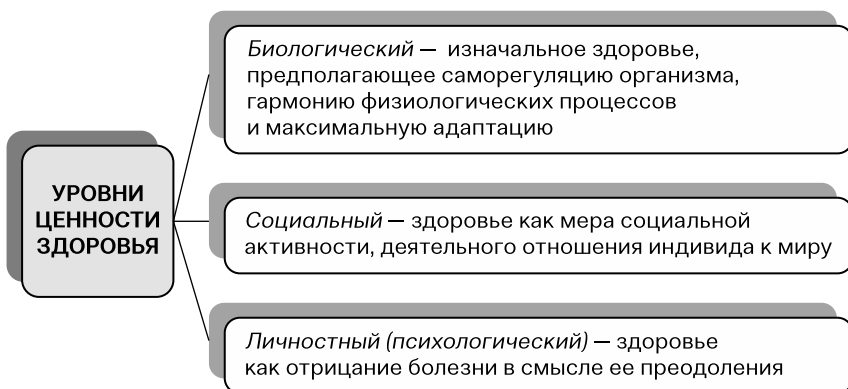 УРОВНИ
ЦЕННОСТИ
ЗДОРОВЬЯ
Биологический — изначальное здоровье,
предполагающее саморегуляцию организма,
гармонию физиологических процессов
и максимальную адаптацию
Социальный — здоровье как мера социальной
активности, деятельного отношения индивида к миру
Личностный (психологический) — здоровье
как отрицание болезни в смысле ее преодоления